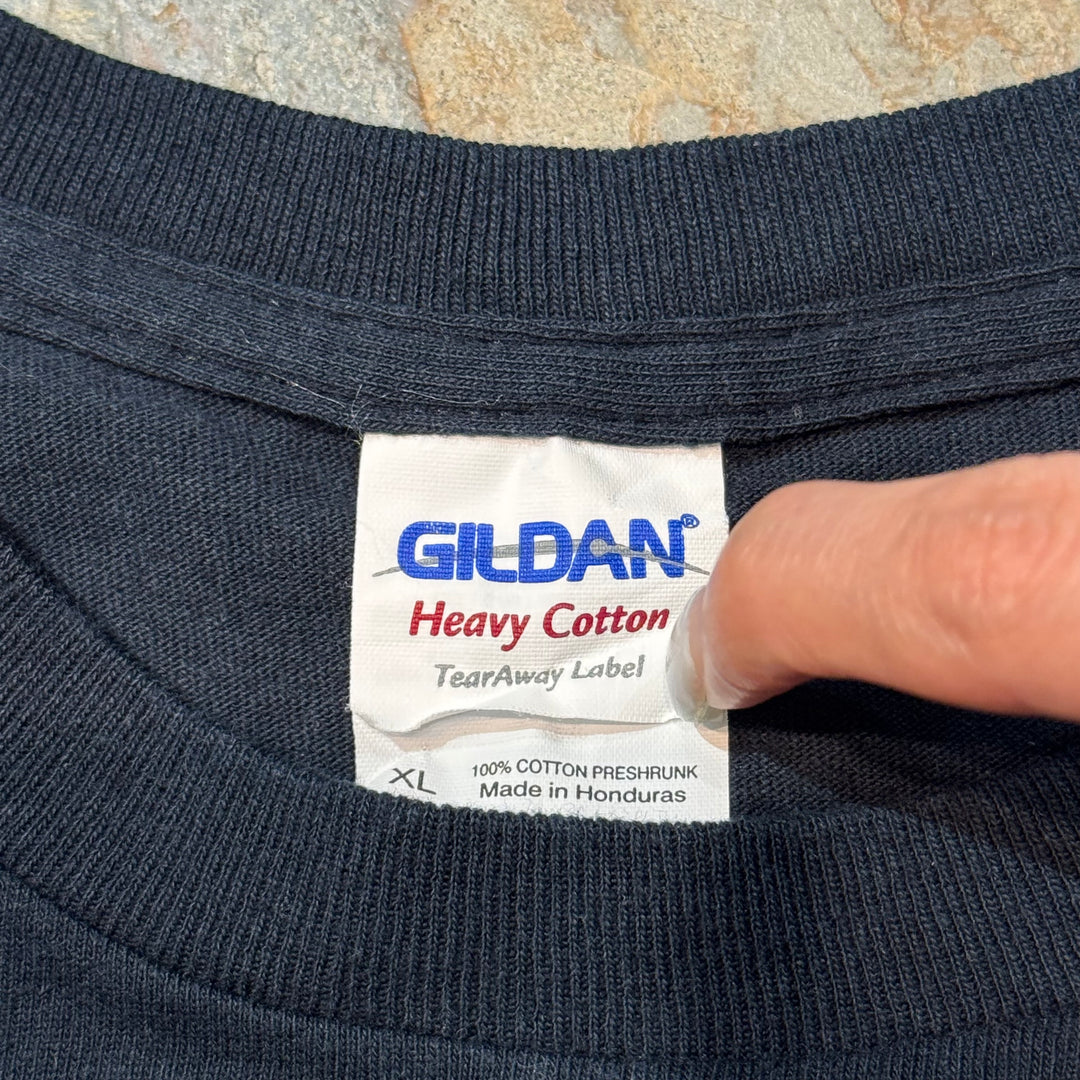 GILDAN®
Heavy Cotton
TearAway Label
XL
100% COTTON PRESHRUNK
Made in Honduras